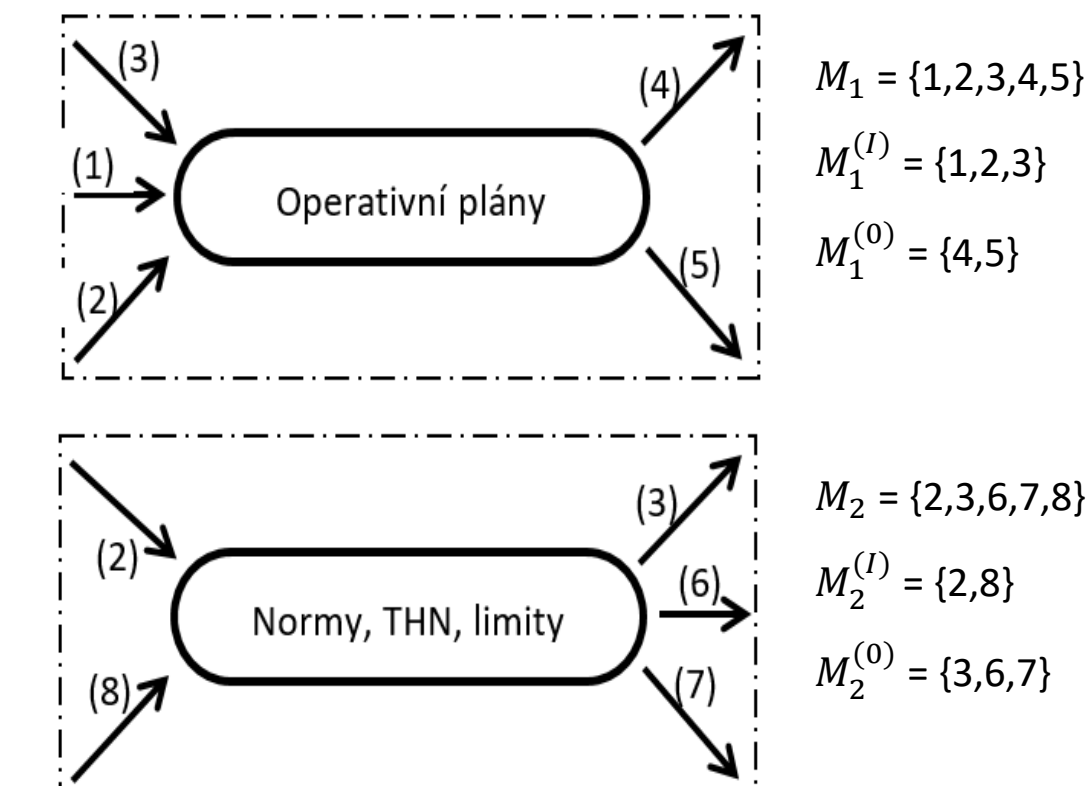 (3)
(4)
M₁ = {1,2,3,4,5}
(1)
M₁⁽ᴵ⁾ = {1,2,3}
Operativní plány
M₁⁽⁰⁾ = {4,5}
(2)
(5)
(2)
(3)
M₂ = {2,3,6,7,8}
(6)
M₂⁽ᴵ⁾ = {2,8}
Normy, THN, limity
M₂⁽⁰⁾ = {3,6,7}
(8)
(7)